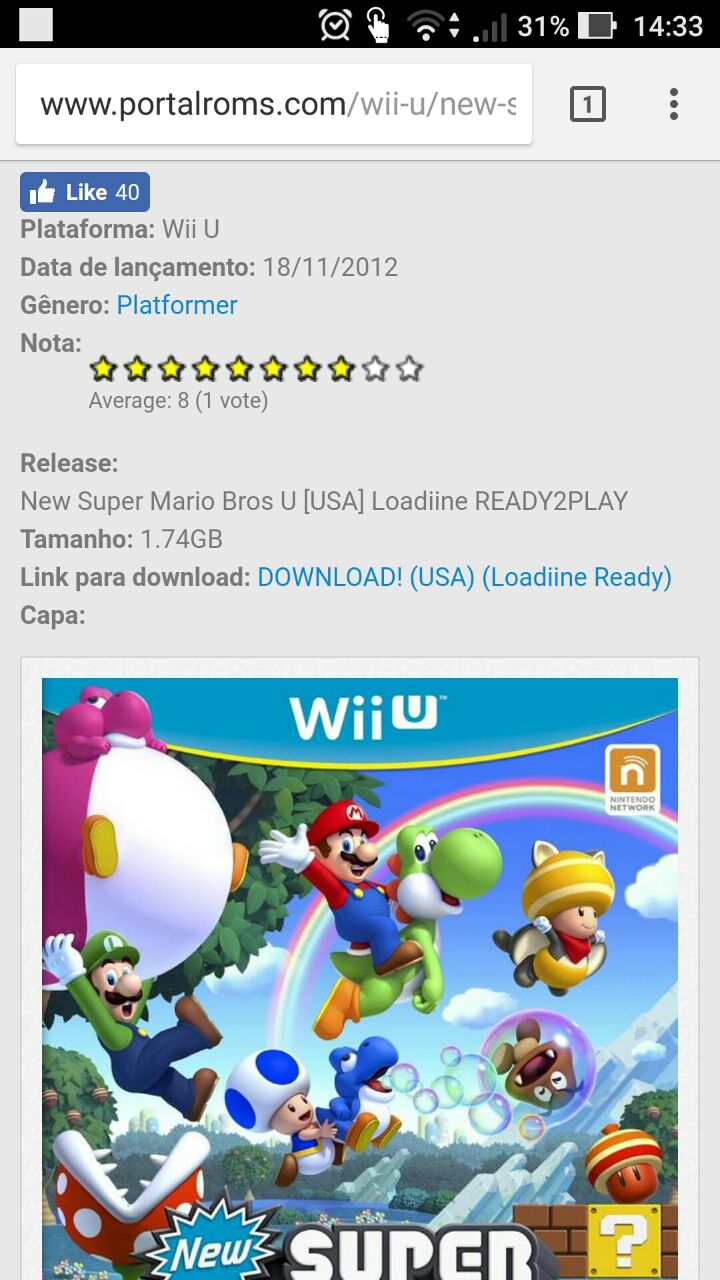 31% 14:33
www.portalroms.com/wii-u/new-s
1
Like 40
Plataforma: Wii U
Data de lançamento: 18/11/2012
Gênero: Platformer
Nota:
Average: 8 (1 vote)
Release:
New Super Mario Bros U [USA] Loadiine READY2PLAY
Tamanho: 1.74GB
Link para download: DOWNLOAD! (USA) (Loadiine Ready)
Capa:
Wii U™
n
NINTENDO
NETWORK
M
L
?
New SUPER